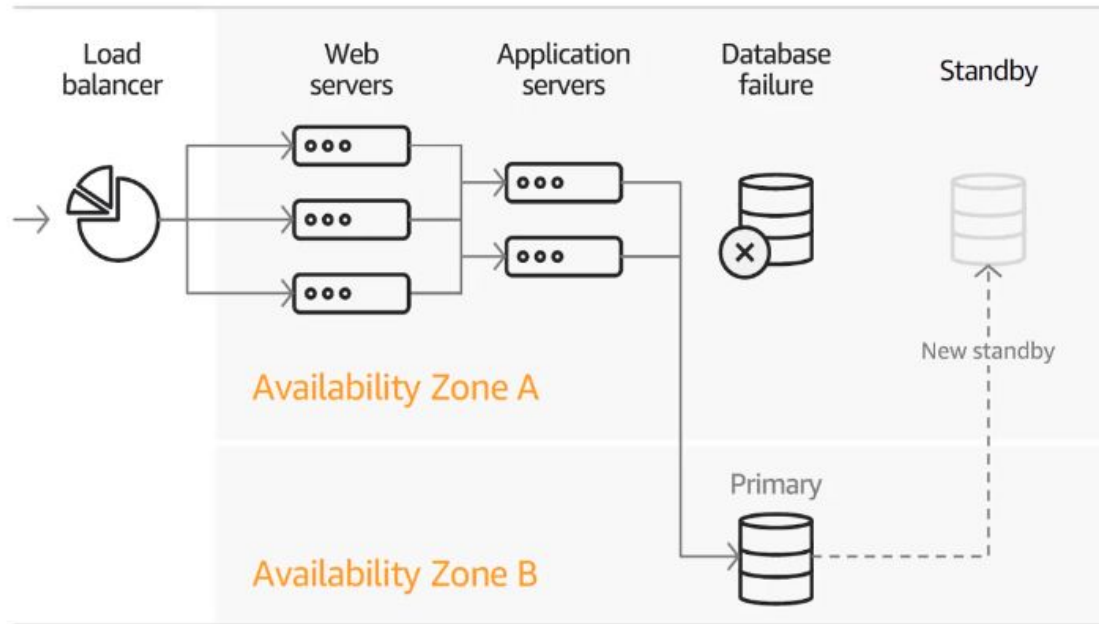 Load
balancer
Web
servers
Application
servers
Database
failure
Standby
New standby
Availability Zone A
Primary
Availability Zone B